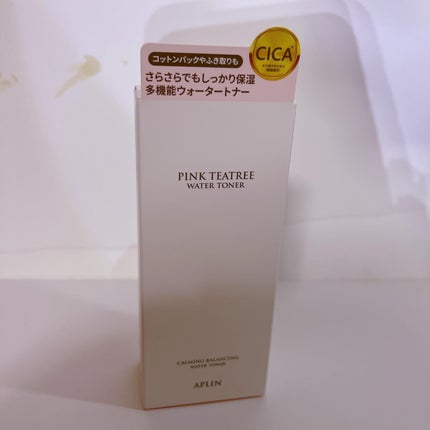 コットンパックやふき取りも
CICA
さらさらでもしっかり保湿
多機能ウォータートナー
PINK TEATREE
WATER TONER
CALMING BALANCING
WATER TONER
APLIN